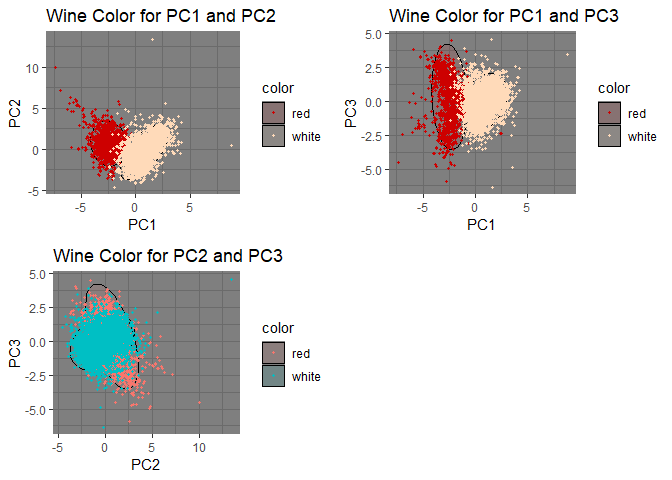 Wine Color for PC1 and PC2
10
5
0
-5
PC2
-5
0
5
PC1
color
red
white
Wine Color for PC1 and PC3
5.0
2.5
0.0
-2.5
-5.0
PC3
-5
0
5
PC1
color
red
white
Wine Color for PC2 and PC3
5.0
2.5
0.0
-2.5
-5.0
PC3
-5
0
5
10
PC2
color
red
white